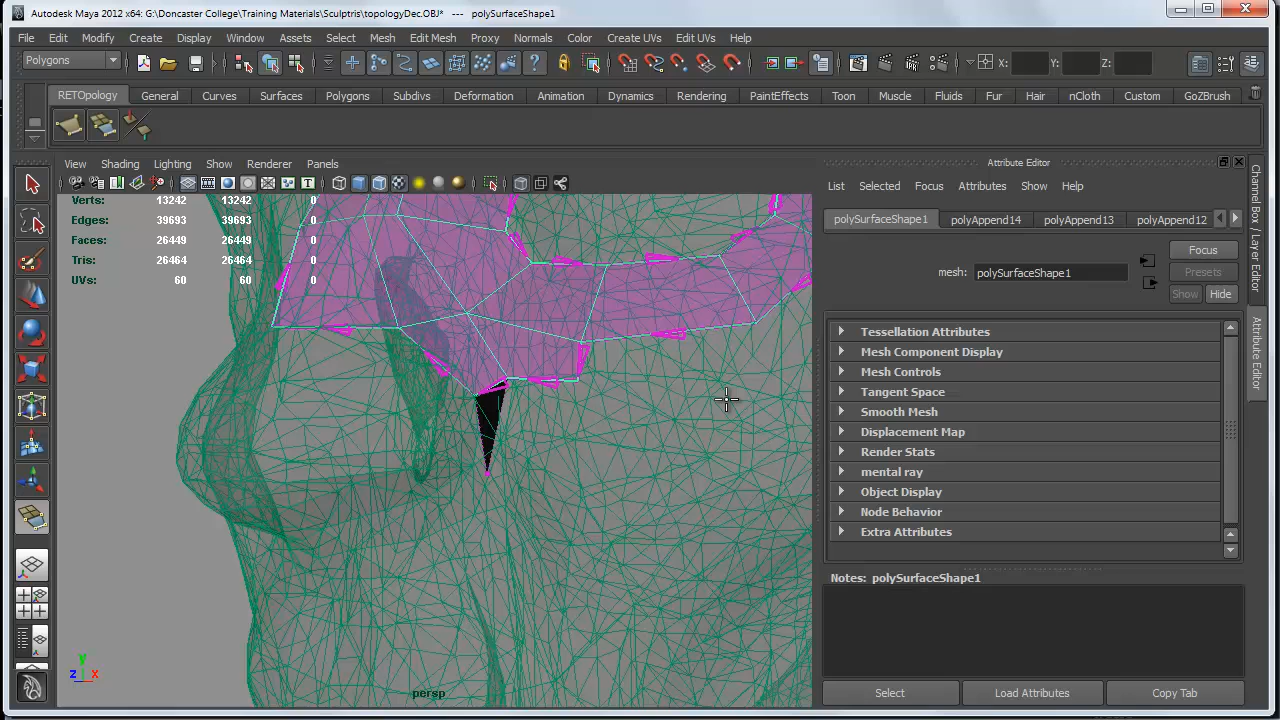 Autodesk Maya 2012 x64: G:\Doncaster College\Training Materials\Sculptris\topologyDec.OBJ* --- polySurfaceShape1
File Edit Modify Create Display Window Assets Select Mesh Edit Mesh Proxy Normals Color Create UVs Edit UVs Help
Polygons X: Y: Z:
RETopology General Curves Surfaces Polygons Subdivs Deformation Animation Rendering PaintEffects Toon Muscle Fluids Fur Hair nCloth Custom GoZBrush
View Shading Lighting Show Renderer Panels
Verts: 13242 13242 0
Edges: 39693 39693 0
Faces: 26449 26449 0
Tris: 26464 26464 0
UVs: 60 60 0
persp
y
z x
Attribute Editor
List Selected Focus Attributes Show Help
polySurfaceShape1 polyAppend14 polyAppend13 polyAppend12
mesh: polySurfaceShape1
Focus
Presets
Show Hide
Tessellation Attributes
Mesh Component Display
Mesh Controls
Tangent Space
Smooth Mesh
Displacement Map
Render Stats
mental ray
Object Display
Node Behavior
Extra Attributes
Notes: polySurfaceShape1
Select Load Attributes Copy Tab
Channel Box / Layer Editor
Attribute Editor